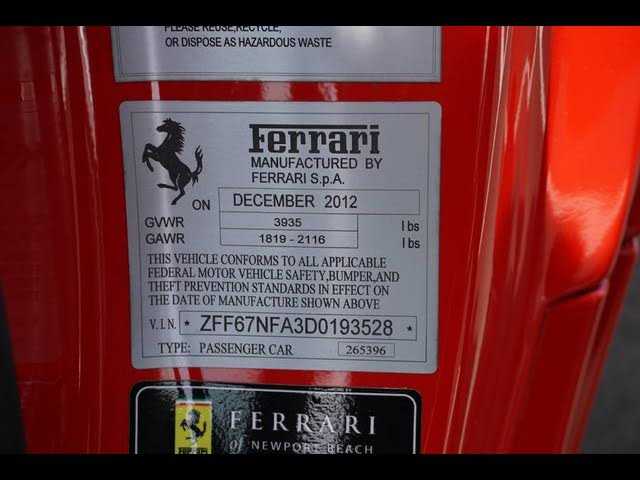 PLEASE REUSE,RECYCLE,
OR DISPOSE AS HAZARDOUS WASTE
Ferrari
MANUFACTURED BY
FERRARI S.p.A.
ON DECEMBER 2012
GVWR 3935 lbs
GAWR 1819 - 2116 lbs
THIS VEHICLE CONFORMS TO ALL APPLICABLE
FEDERAL MOTOR VEHICLE SAFETY,BUMPER,AND
THEFT PREVENTION STANDARDS IN EFFECT ON
THE DATE OF MANUFACTURE SHOWN ABOVE
V.I.N. * ZFF67NFA3D0193528 *
TYPE: PASSENGER CAR 265396
FERRARI
OF NEWPORT BEACH